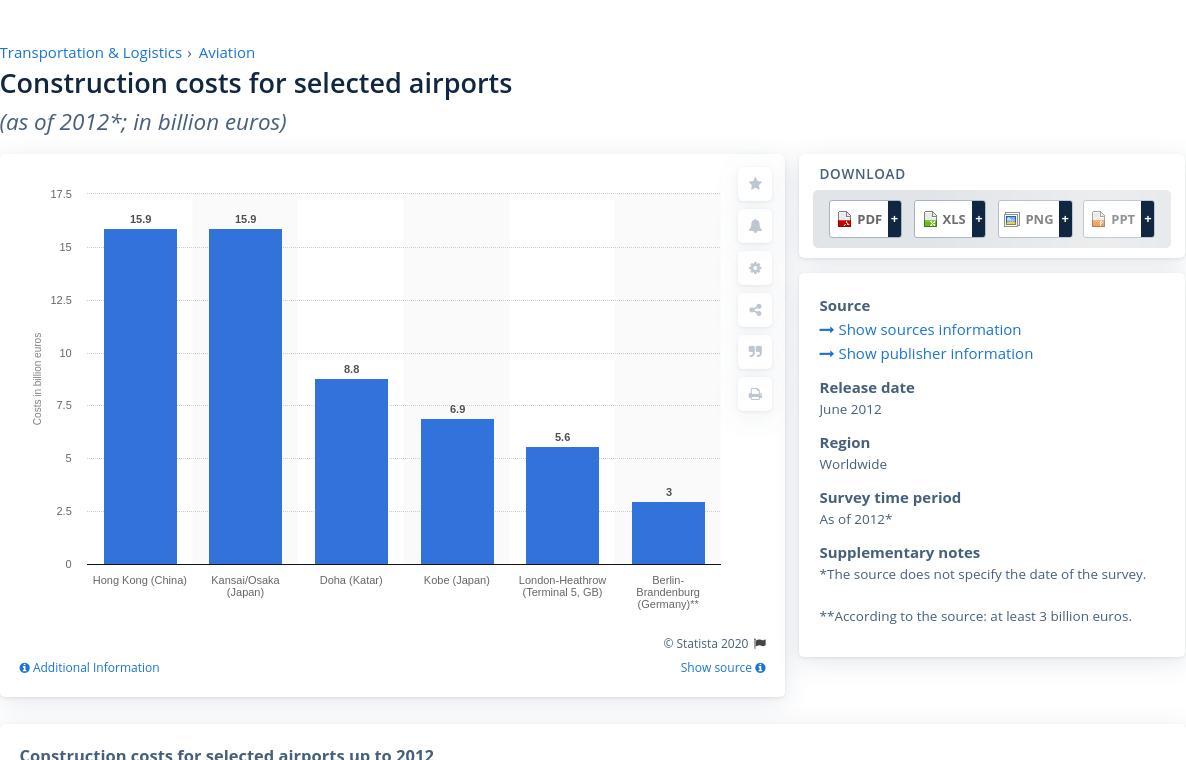 Transportation & Logistics › Aviation
Construction costs for selected airports
(as of 2012*; in billion euros)
17.5
15
12.5
10
7.5
5
2.5
0
Costs in billion euros
15.9
15.9
8.8
6.9
5.6
3
Hong Kong (China)
Kansai/Osaka
(Japan)
Doha (Katar)
Kobe (Japan)
London-Heathrow
(Terminal 5, GB)
Berlin-
Brandenburg
(Germany)**
© Statista 2020
Additional Information
Show source
DOWNLOAD
PDF + XLS + PNG + PPT +
Source
Show sources information
Show publisher information
Release date
June 2012
Region
Worldwide
Survey time period
As of 2012*
Supplementary notes
*The source does not specify the date of the survey.
**According to the source: at least 3 billion euros.
Construction costs for selected airports up to 2012